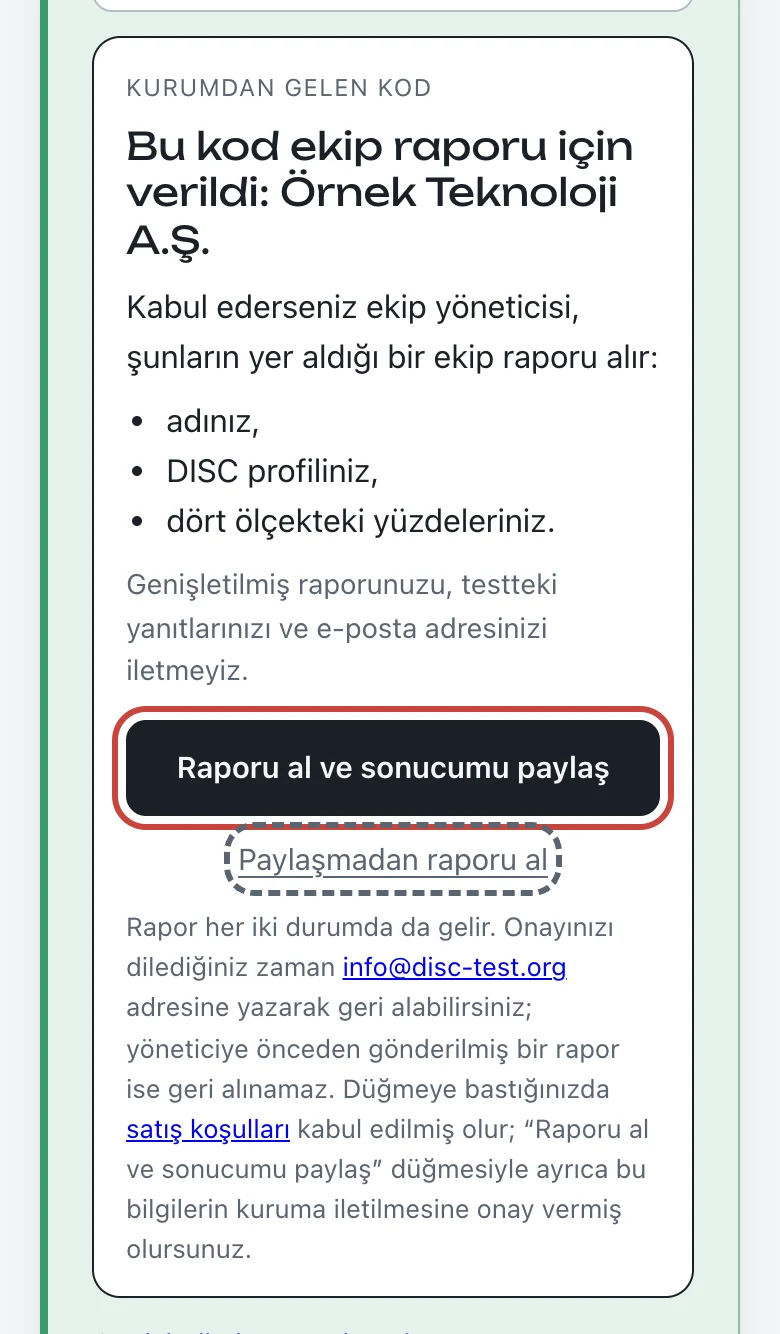 KURUMDAN GELEN KOD
Bu kod ekip raporu için
verildi: Örnek Teknoloji
A.Ş.
Kabul ederseniz ekip yöneticisi,
şunların yer aldığı bir ekip raporu alır:
• adınız,
• DISC profiliniz,
• dört ölçekteki yüzdeleriniz.
Genişletilmiş raporunuzu, testteki
yanıtlarınızı ve e-posta adresinizi
iletmeyiz.
Raporu al ve sonucumu paylaş
Paylaşmadan raporu al
Rapor her iki durumda da gelir. Onayınızı
dilediğiniz zaman info@disc-test.org
adresine yazarak geri alabilirsiniz;
yöneticiye önceden gönderilmiş bir rapor
ise geri alınamaz. Düğmeye bastığınızda
satış koşulları kabul edilmiş olur; “Raporu al
ve sonucumu paylaş” düğmesiyle ayrıca bu
bilgilerin kuruma iletilmesine onay vermiş
olursunuz.